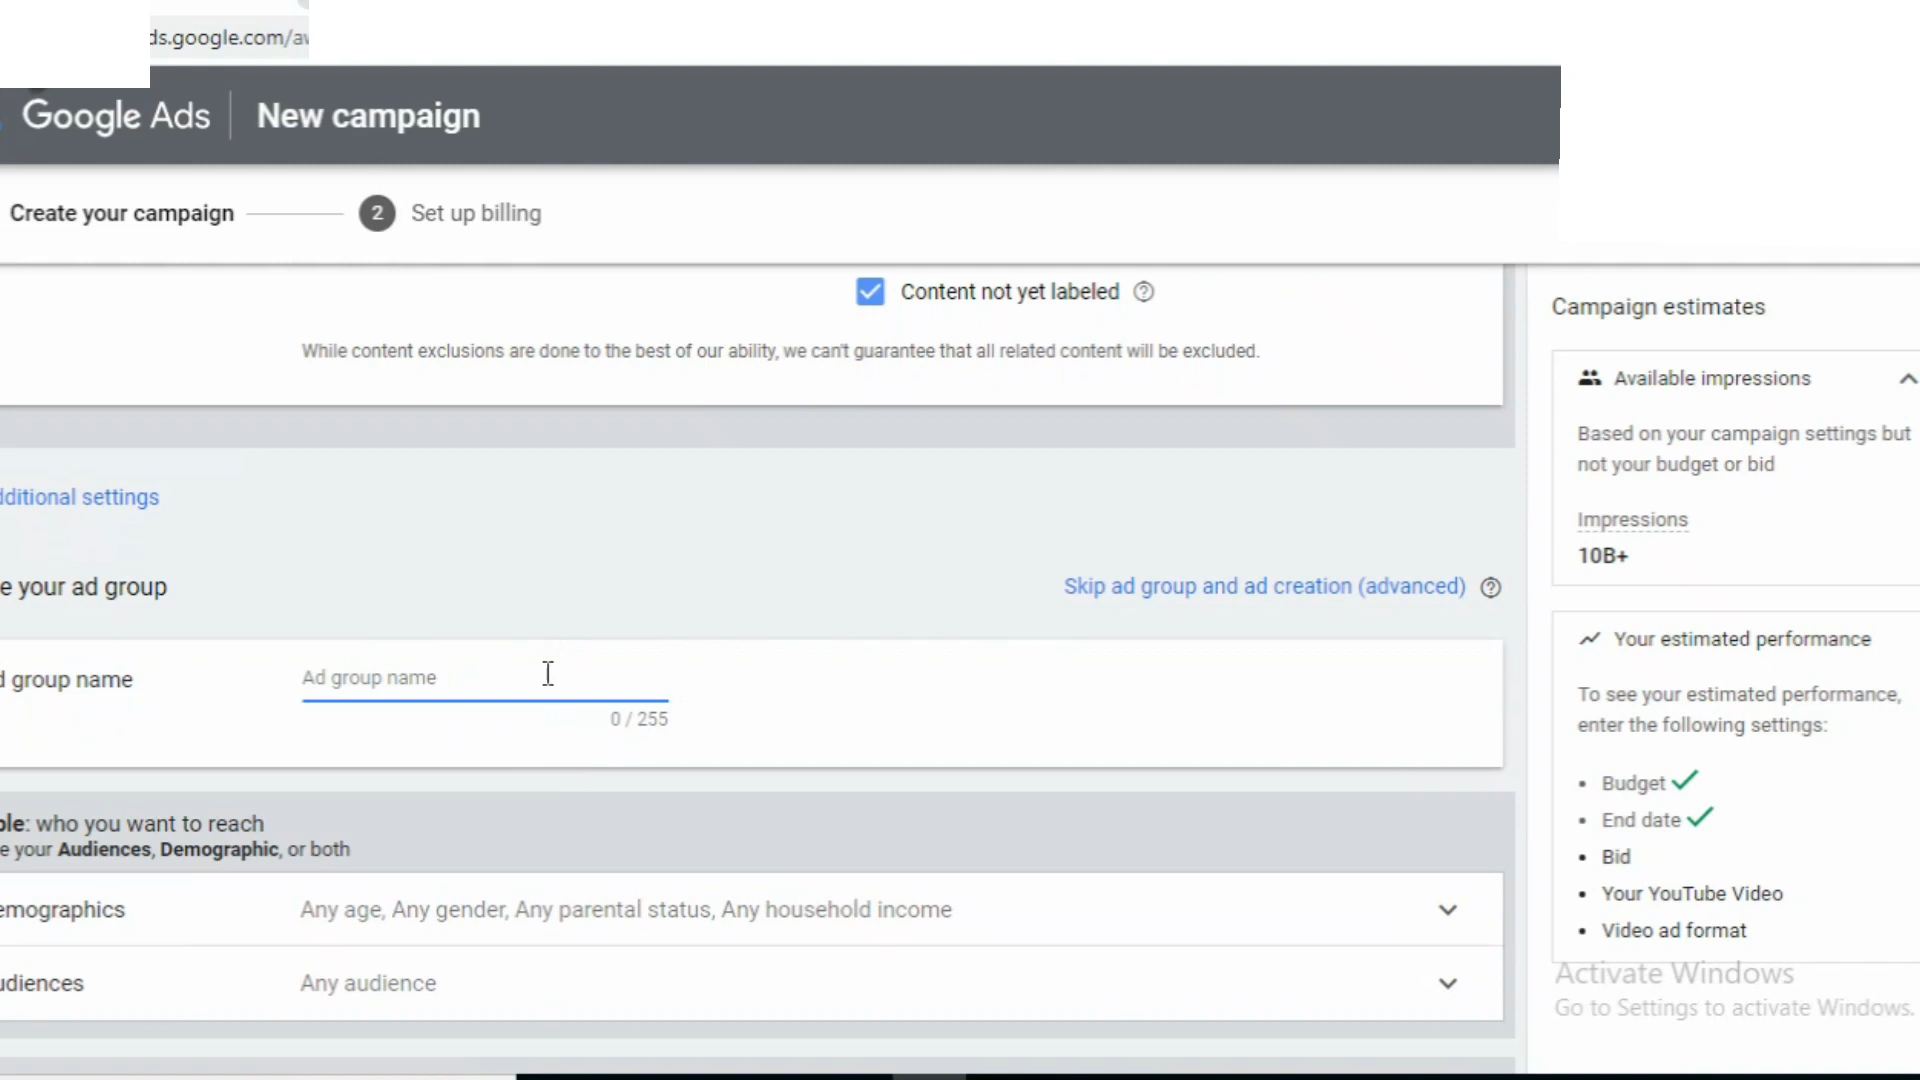 ds.google.com/aw
Google Ads
New campaign
Create your campaign
2
Set up billing
Content not yet labeled
While content exclusions are done to the best of our ability, we can't guarantee that all related content will be excluded.
dditional settings
e your ad group
Skip ad group and ad creation (advanced)
d group name
Ad group name
0 / 255
ple: who you want to reach
e your Audiences, Demographic, or both
emographics
Any age, Any gender, Any parental status, Any household income
udiences
Any audience
Campaign estimates
Available impressions
Based on your campaign settings but
not your budget or bid
Impressions
10B+
Your estimated performance
To see your estimated performance,
enter the following settings:
• Budget
• End date
• Bid
• Your YouTube Video
• Video ad format
Activate Windows
Go to Settings to activate Windows.